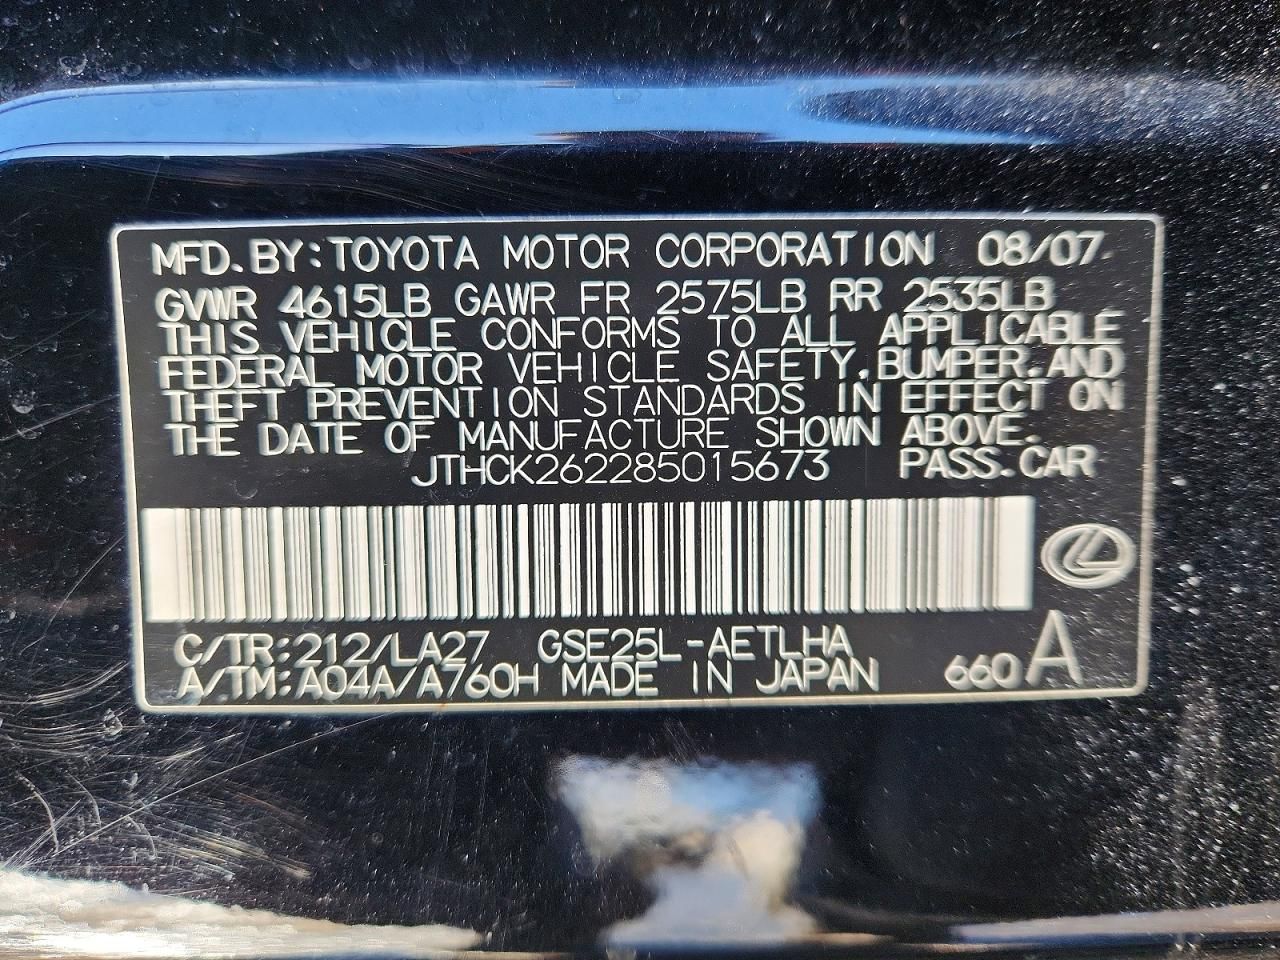 MFD.BY:TOYOTA MOTOR CORPORATION 08/07
GVWR 4615LB GAWR FR 2575LB RR 2535LB
THIS VEHICLE CONFORMS TO ALL APPLICABLE
FEDERAL MOTOR VEHICLE SAFETY,BUMPER,AND
THEFT PREVENTION STANDARDS IN EFFECT ON
THE DATE OF MANUFACTURE SHOWN ABOVE.
JTHCK262285015673 PASS.CAR
C/TR:212/LA27 GSE25L-AETLHA
A/TM:A04A/A760H MADE IN JAPAN 660 A